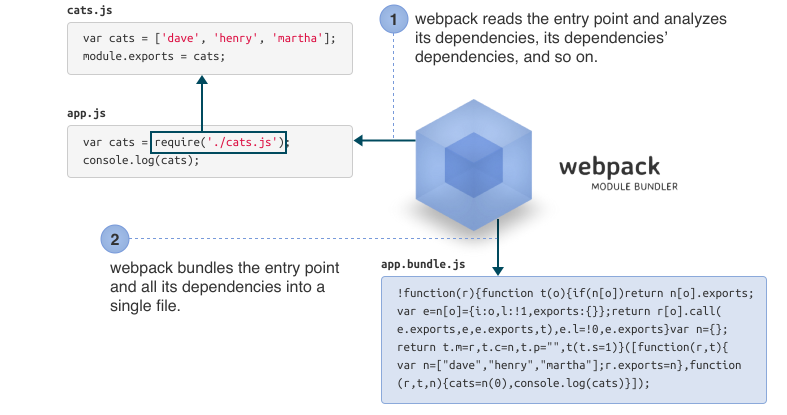 cats.js
var cats = ['dave', 'henry', 'martha'];
module.exports = cats;
app.js
var cats = require('./cats.js');
console.log(cats);
1
webpack reads the entry point and analyzes
its dependencies, its dependencies’
dependencies, and so on.
webpack
MODULE BUNDLER
2
webpack bundles the entry point
and all its dependencies into a
single file.
app.bundle.js
!function(r){function t(o){if(n[o])return n[o].exports;
var e=n[o]={i:o,l:!1,exports:{}};return r[o].call(
e.exports,e,e.exports,t),e.l=!0,e.exports}var n={};
return t.m=r,t.c=n,t.p="",t(t.s=1)}([function(r,t){
var n=["dave","henry","martha"];r.exports=n},function
(r,t,n){cats=n(0),console.log(cats)}]);